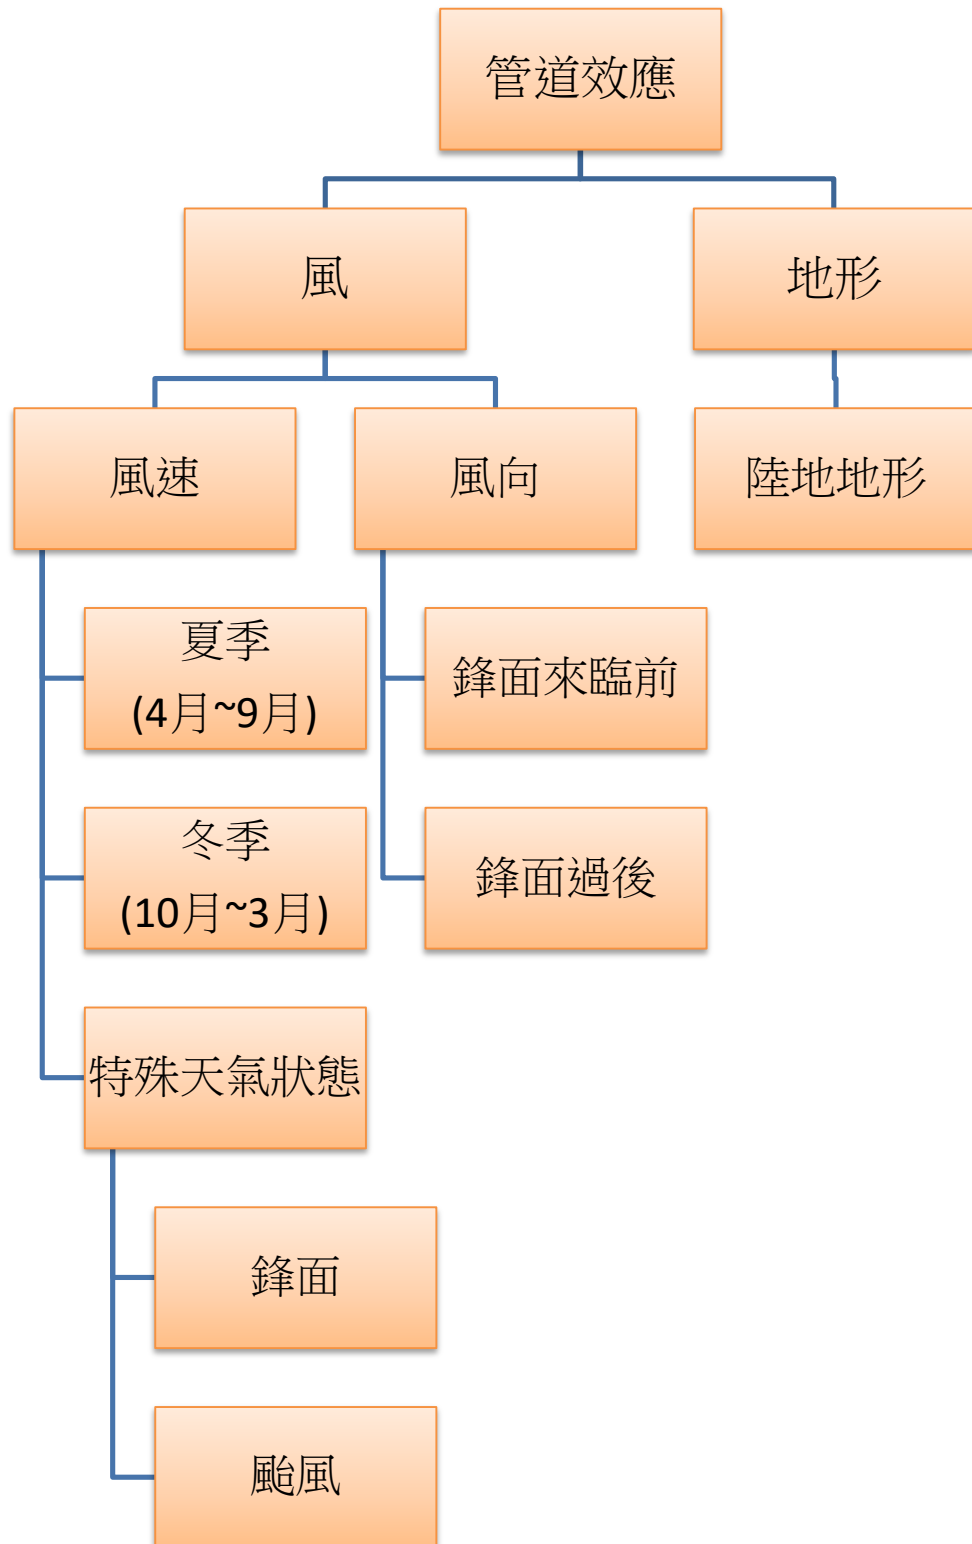 管道效應
風
地形
風速
風向
陸地地形
夏季
(4月~9月)
鋒面來臨前
冬季
(10月~3月)
鋒面過後
特殊天氣狀態
鋒面
颱風